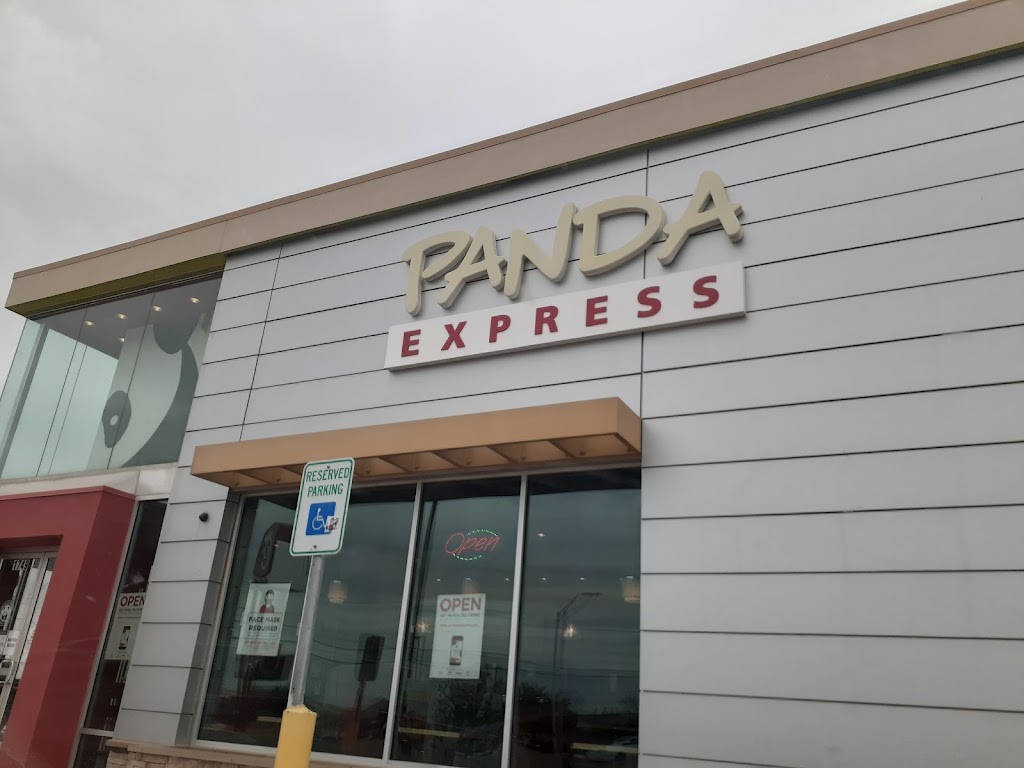 PANDA
EXPRESS
RESERVED
PARKING
Open
FACE MASK
REQUIRED
OPEN
OPEN